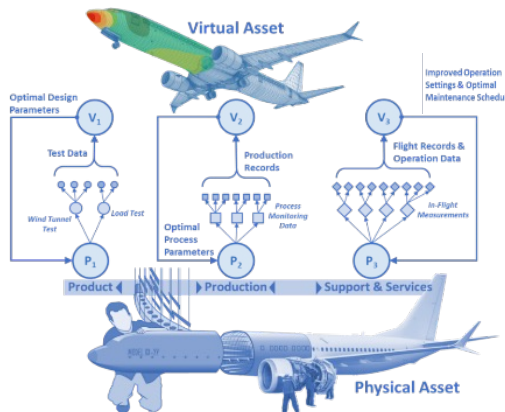 Virtual Asset
Optimal Design
Parameters
Improved Operation
Settings & Optimal
Maintenance Schedu
V1
V2
V3
Test Data
Production
Records
Flight Records &
Operation Data
Wind Tunnel
Test
Load Test
Process
Monitoring
Data
In-Flight
Measurements
Optimal
Process
Parameters
P1
P2
P3
Product
Production
Support & Services
Physical Asset